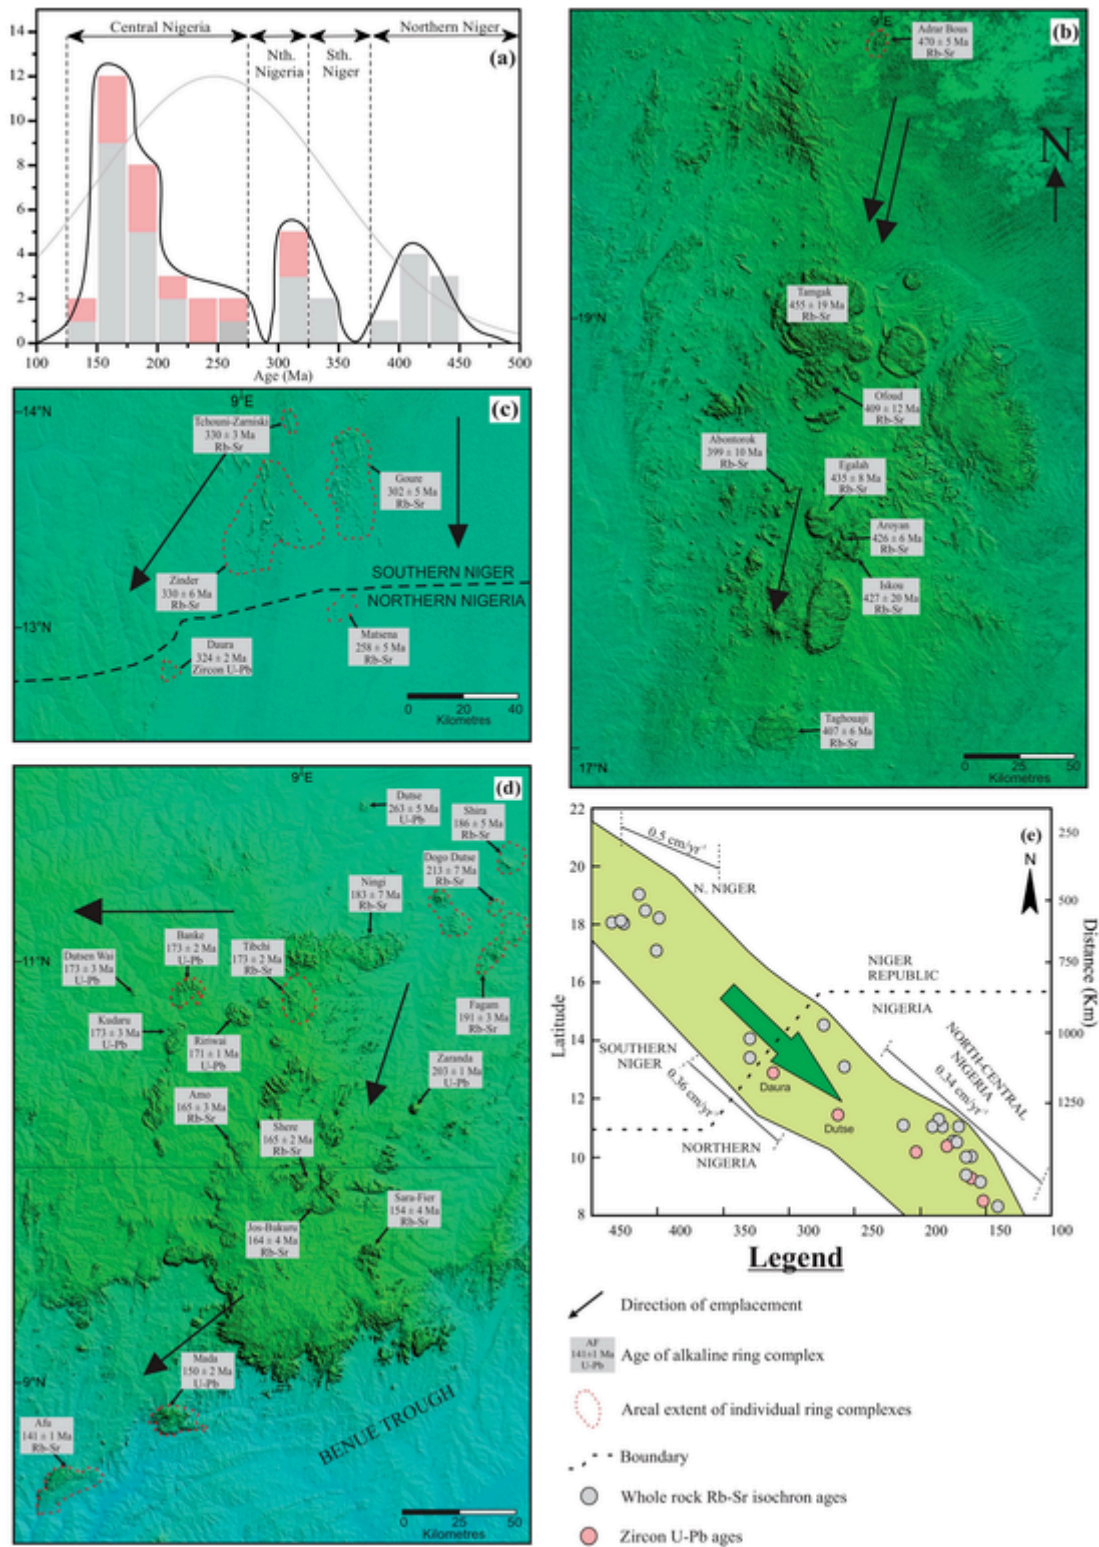 Central Nigeria
Northern Niger
Nth.
Nigeria
Sth.
Niger
(a)
14
12
10
8
6
4
2
0
100
150
200
250
300
350
400
450
500
Age (Ma)
(b)
9°E
Adrar Bous
470 ± 5 Ma
Rb-Sr
N
19°N
Tamgak
455 ± 19 Ma
Rb-Sr
Ofoud
409 ± 12 Ma
Rb-Sr
Abontorok
399 ± 10 Ma
Rb-Sr
Egalah
435 ± 8 Ma
Rb-Sr
Aroyan
426 ± 6 Ma
Rb-Sr
Iskou
427 ± 20 Ma
Rb-Sr
Taghouaji
407 ± 6 Ma
Rb-Sr
17°N
0 25 50
Kilometres
(c)
14°N
9°E
Tchouni-Zarniski
330 ± 3 Ma
Rb-Sr
Goure
302 ± 5 Ma
Rb-Sr
Zinder
330 ± 6 Ma
Rb-Sr
SOUTHERN NIGER
NORTHERN NIGERIA
13°N
Daura
324 ± 2 Ma
Zircon U-Pb
Matsena
258 ± 5 Ma
Rb-Sr
0 20 40
Kilometres
(d)
9°E
Dutse
263 ± 5 Ma
U-Pb
Shira
186 ± 5 Ma
Rb-Sr
Dogo Dutse
213 ± 7 Ma
Rb-Sr
Ningi
183 ± 7 Ma
Rb-Sr
Banke
173 ± 2 Ma
U-Pb
Tibchi
173 ± 2 Ma
Rb-Sr
Dutsen Wai
173 ± 3 Ma
U-Pb
11°N
Kudaru
173 ± 3 Ma
U-Pb
Ririwai
171 ± 1 Ma
U-Pb
Fagam
191 ± 3 Ma
Rb-Sr
Zaranda
203 ± 1 Ma
U-Pb
Amo
165 ± 3 Ma
Rb-Sr
Shere
165 ± 2 Ma
Rb-Sr
Sara-Fier
154 ± 4 Ma
Rb-Sr
Jos-Bukuru
164 ± 4 Ma
Rb-Sr
9°N
Mada
150 ± 2 Ma
U-Pb
Afu
141 ± 1 Ma
Rb-Sr
BENUE TROUGH
0 25 50
Kilometres
(e)
N
22
20
18
16
14
12
10
8
Latitude
250
500
750
1000
1250
Distance (Km)
450
400
350
300
250
200
150
100
0.5 cm/yr⁻¹
N. NIGER
NIGER
REPUBLIC
NIGERIA
SOUTHERN
NIGER
0.36 cm/yr⁻¹
NORTHERN
NIGERIA
NORTH-CENTRAL
NIGERIA
0.34 cm/yr⁻¹
Daura
Dutse
Legend
Direction of emplacement
AF
141±1 Ma
U-Pb
Age of alkaline ring complex
Areal extent of individual ring complexes
Boundary
Whole rock Rb-Sr isochron ages
Zircon U-Pb ages